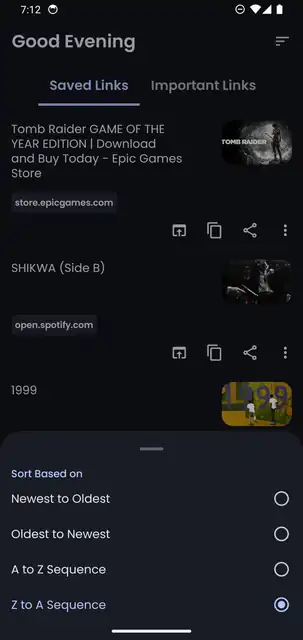 7:12
Good Evening
Saved Links
Important Links
Tomb Raider GAME OF THE
YEAR EDITION | Download
and Buy Today - Epic Games
Store
TOMB RAIDER
store.epicgames.com
SHIKWA (Side B)
open.spotify.com
1999
1999
Sort Based on
Newest to Oldest
Oldest to Newest
A to Z Sequence
Z to A Sequence